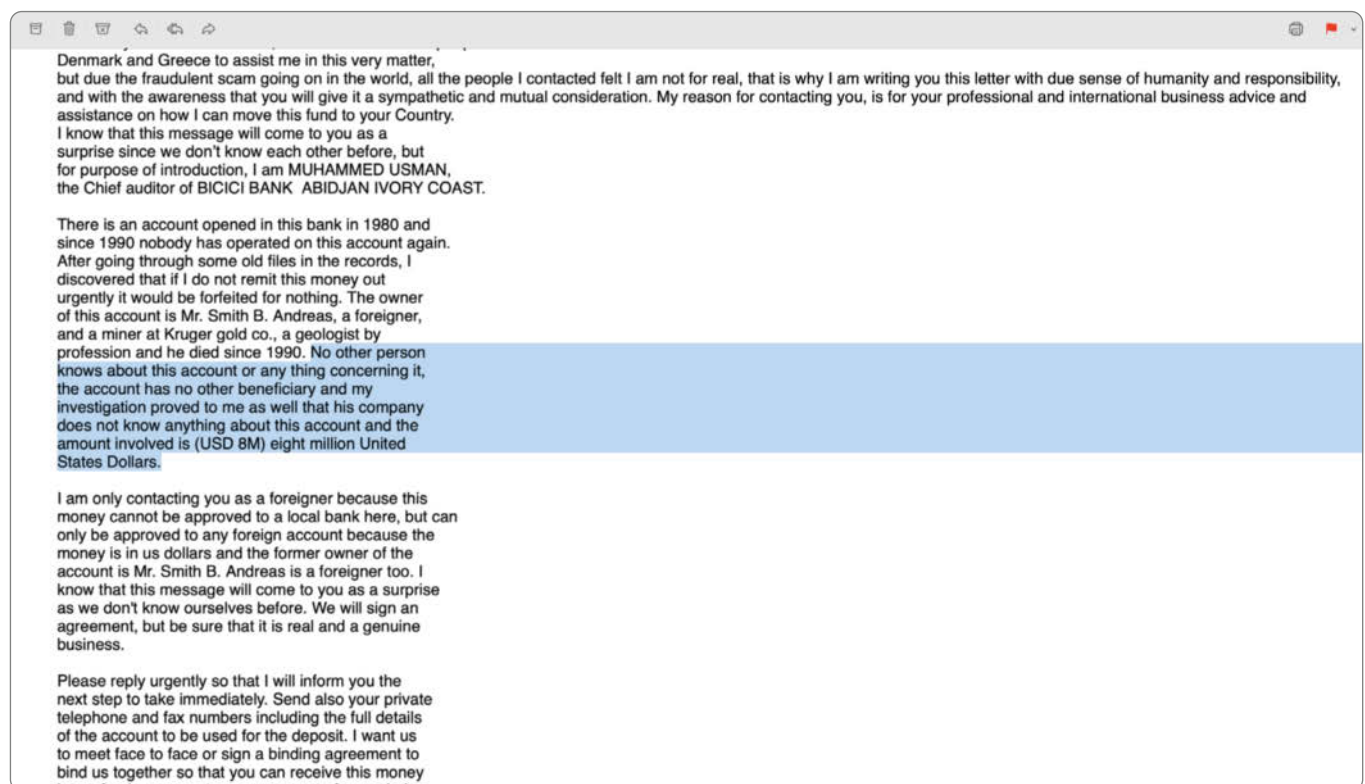 Denmark and Greece to assist me in this very matter,
but due the fraudulent scam going on in the world, all the people I contacted felt I am not for real, that is why I am writing you this letter with due sense of humanity and responsibility,
and with the awareness that you will give it a sympathetic and mutual consideration. My reason for contacting you, is for your professional and international business advice and
assistance on how I can move this fund to your Country.
I know that this message will come to you as a
surprise since we don't know each other before, but
for purpose of introduction, I am MUHAMMED USMAN,
the Chief auditor of BICICI BANK  ABIDJAN IVORY COAST.
There is an account opened in this bank in 1980 and
since 1990 nobody has operated on this account again.
After going through some old files in the records, I
discovered that if I do not remit this money out
urgently it would be forfeited for nothing. The owner
of this account is Mr. Smith B. Andreas, a foreigner,
and a miner at Kruger gold co., a geologist by
profession and he died since 1990. No other person
knows about this account or any thing concerning it,
the account has no other beneficiary and my
investigation proved to me as well that his company
does not know anything about this account and the
amount involved is (USD 8M) eight million United
States Dollars.
I am only contacting you as a foreigner because this
money cannot be approved to a local bank here, but can
only be approved to any foreign account because the
money is in us dollars and the former owner of the
account is Mr. Smith B. Andreas is a foreigner too. I
know that this message will come to you as a surprise
as we don't know ourselves before. We will sign an
agreement, but be sure that it is real and a genuine
business.
Please reply urgently so that I will inform you the
next step to take immediately. Send also your private
telephone and fax numbers including the full details
of the account to be used for the deposit. I want us
to meet face to face or sign a binding agreement to
bind us together so that you can receive this money